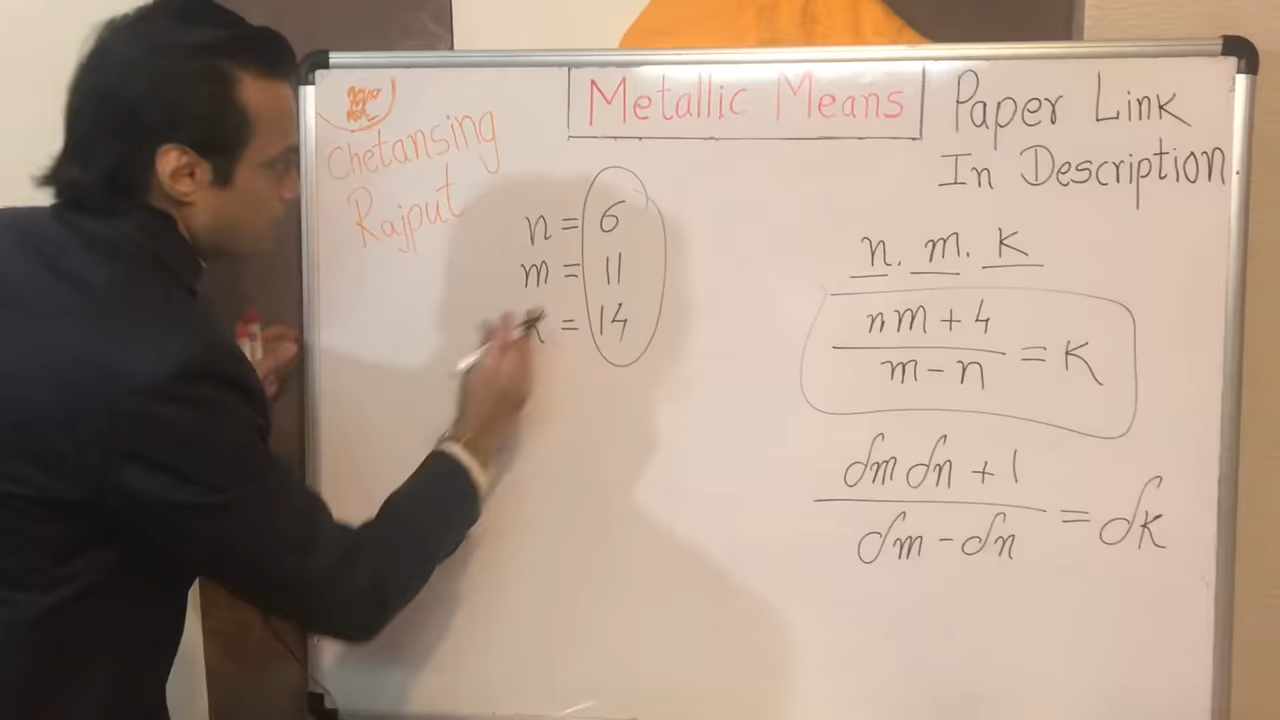 Metallic Means
Paper Link
In Description.
Chetansing
Rajput
n = 6
m = 11
K = 14
n. m. K
nm + 4
m - n
= K
δm δn + 1
δm - δn
= δK